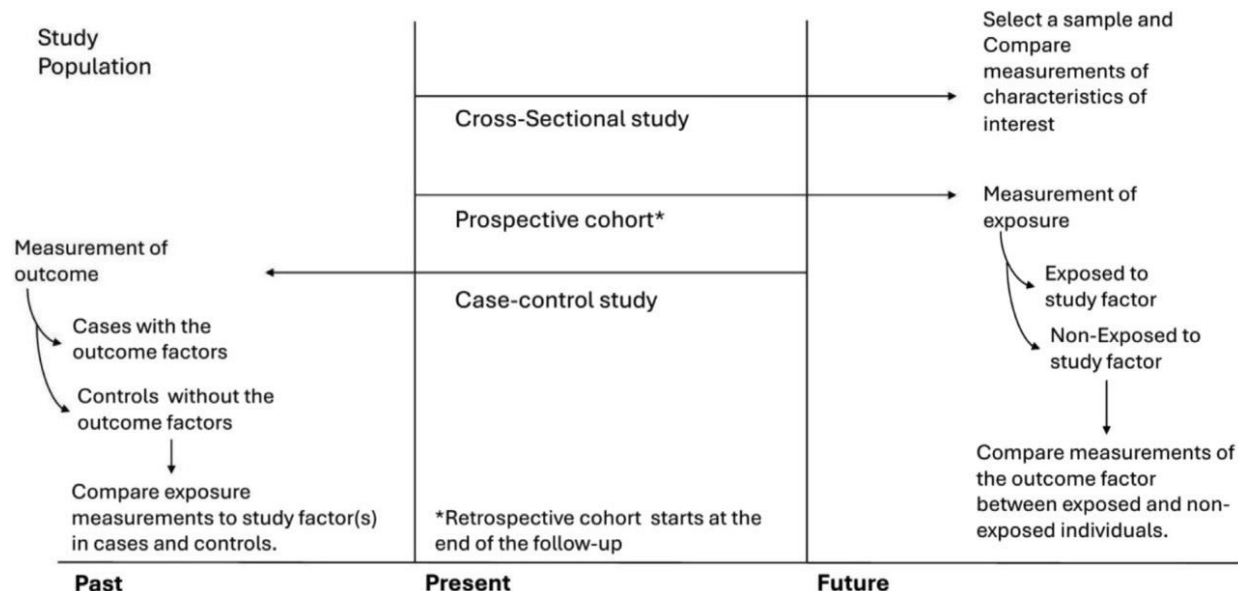 Study
Population
Select a sample and
Compare
measurements of
characteristics of
interest
Cross-Sectional study
Prospective cohort*
Measurement of
exposure
Exposed to
study factor
Non-Exposed to
study factor
Compare measurements of
the outcome factor
between exposed and non-
exposed individuals.
Measurement of
outcome
Case-control study
Cases with the
outcome factors
Controls without the
outcome factors
Compare exposure
measurements to study factor(s)
in cases and controls.
*Retrospective cohort starts at the
end of the follow-up
Past
Present
Future